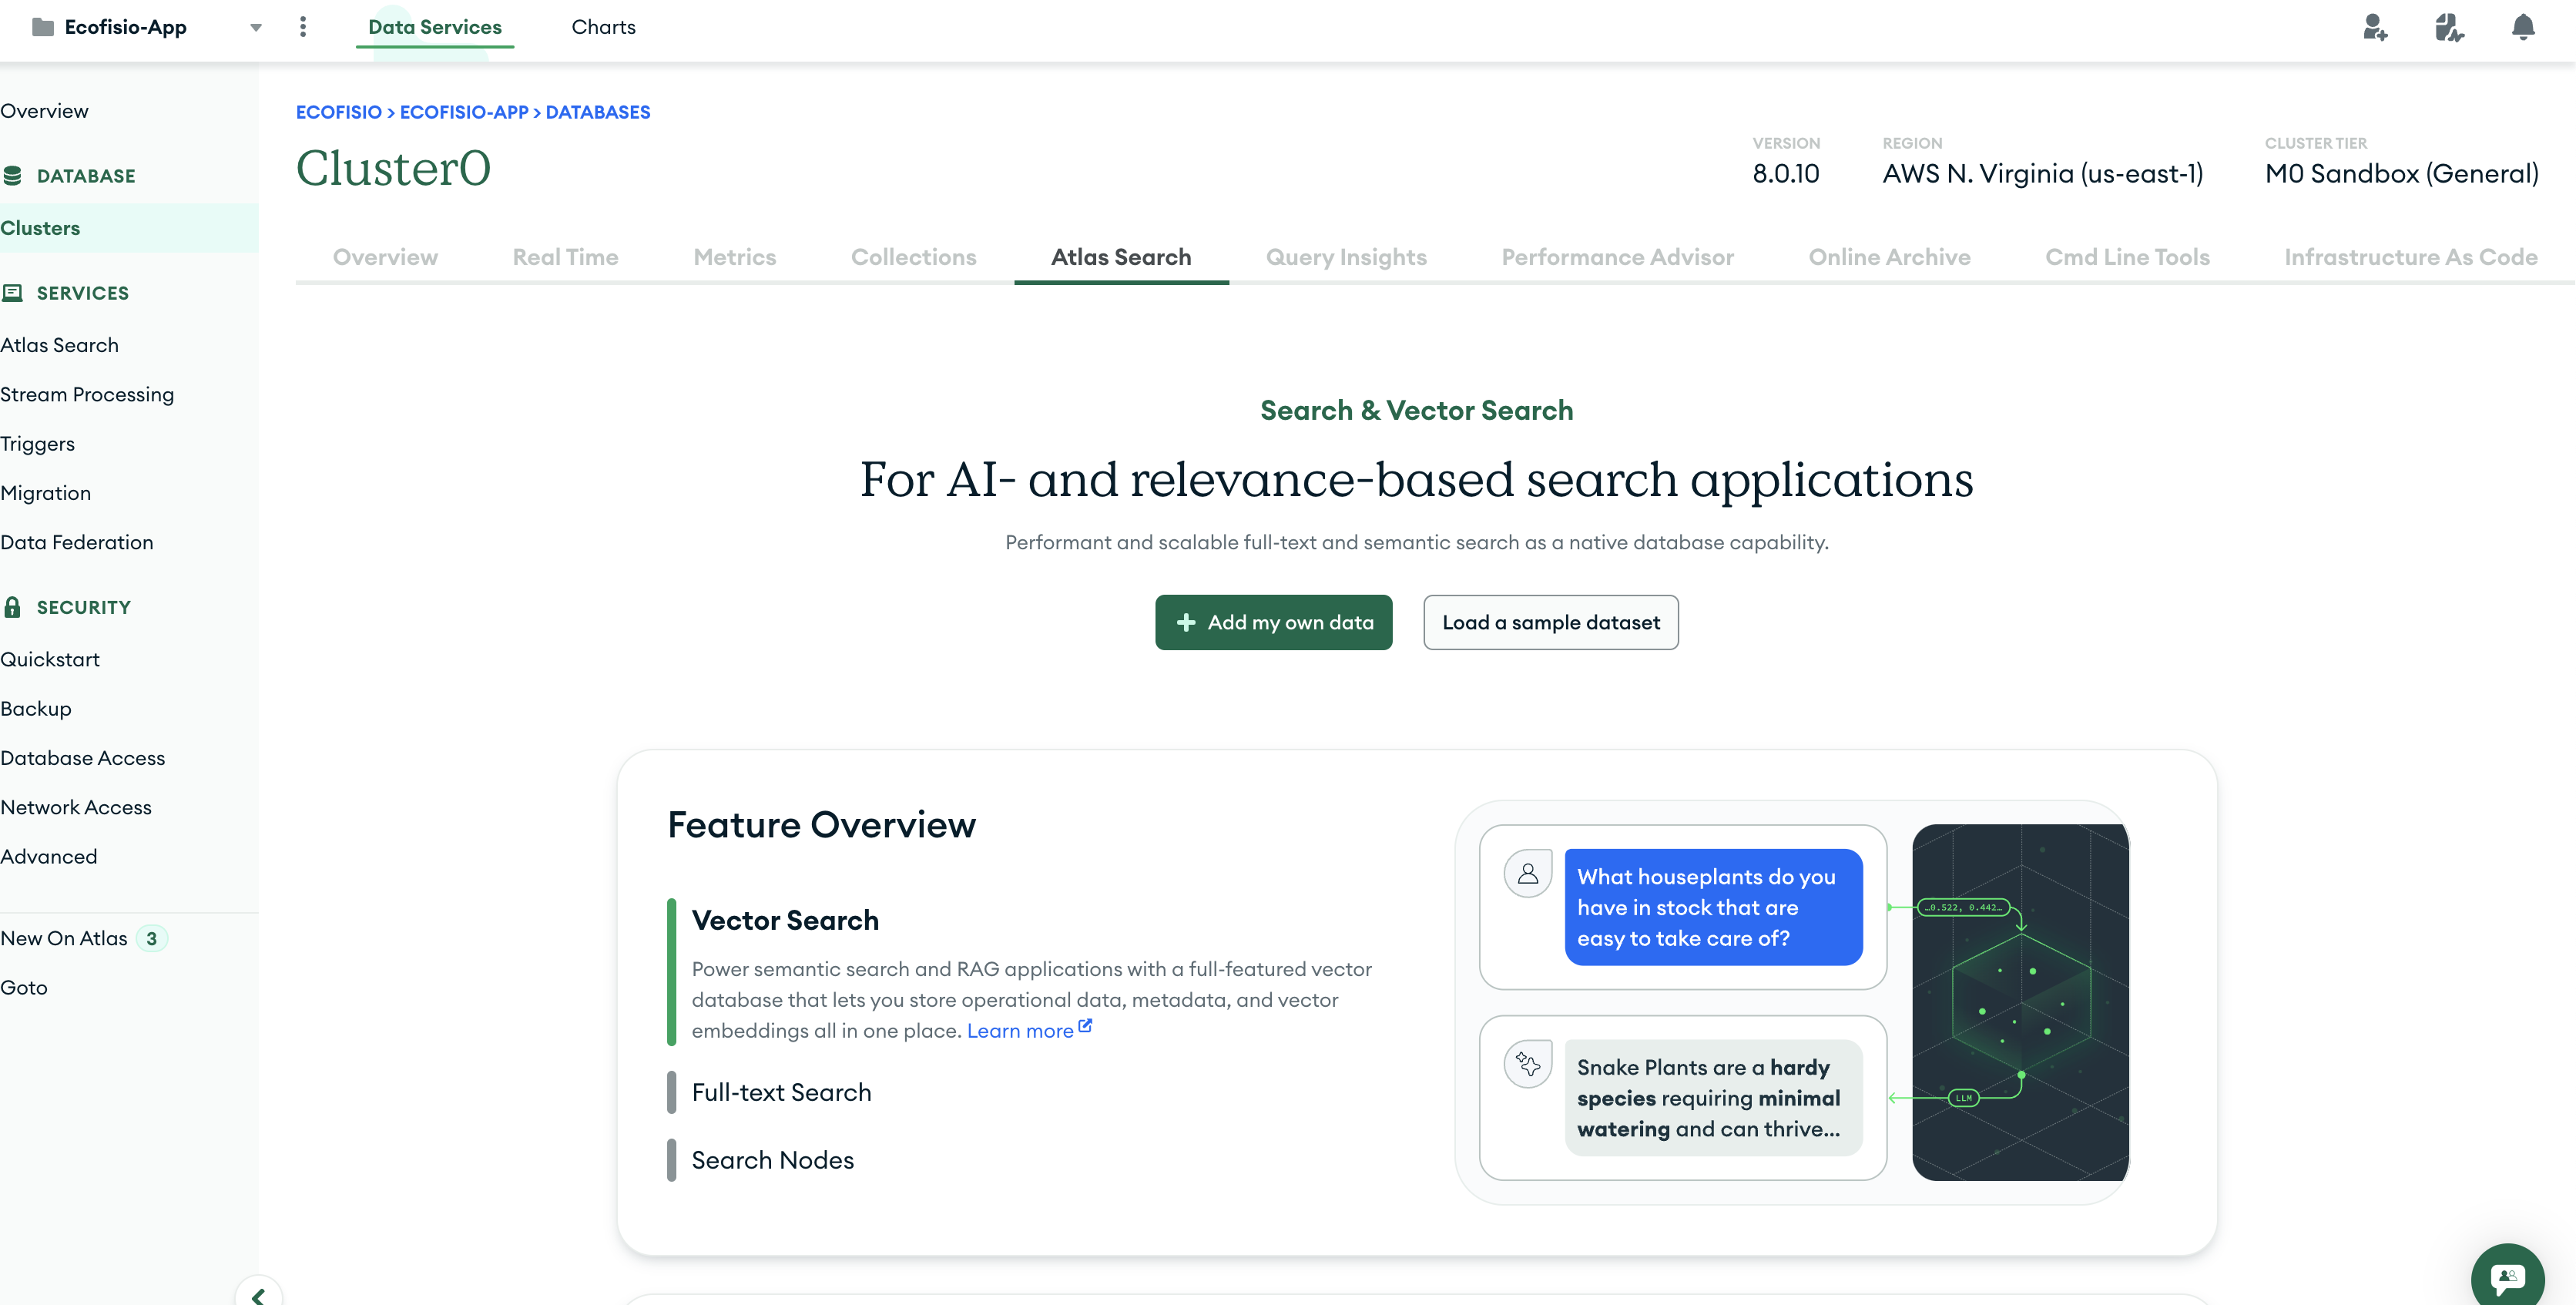 Ecofisio-App
Data Services
Charts
Overview
DATABASE
Clusters
SERVICES
Atlas Search
Stream Processing
Triggers
Migration
Data Federation
SECURITY
Quickstart
Backup
Database Access
Network Access
Advanced
New On Atlas 3
Goto
ECOFISIO > ECOFISIO-APP > DATABASES
Cluster0
VERSION
8.0.10
REGION
AWS N. Virginia (us-east-1)
CLUSTER TIER
M0 Sandbox (General)
Overview
Real Time
Metrics
Collections
Atlas Search
Query Insights
Performance Advisor
Online Archive
Cmd Line Tools
Infrastructure As Code
Search & Vector Search
For AI- and relevance-based search applications
Performant and scalable full-text and semantic search as a native database capability.
Add my own data
Load a sample dataset
Feature Overview
Vector Search
Power semantic search and RAG applications with a full-featured vector
database that lets you store operational data, metadata, and vector
embeddings all in one place. Learn more
Full-text Search
Search Nodes
What houseplants do you
have in stock that are
easy to take care of?
…0.522, 0.442…
Snake Plants are a hardy
species requiring minimal
watering and can thrive...
LLM